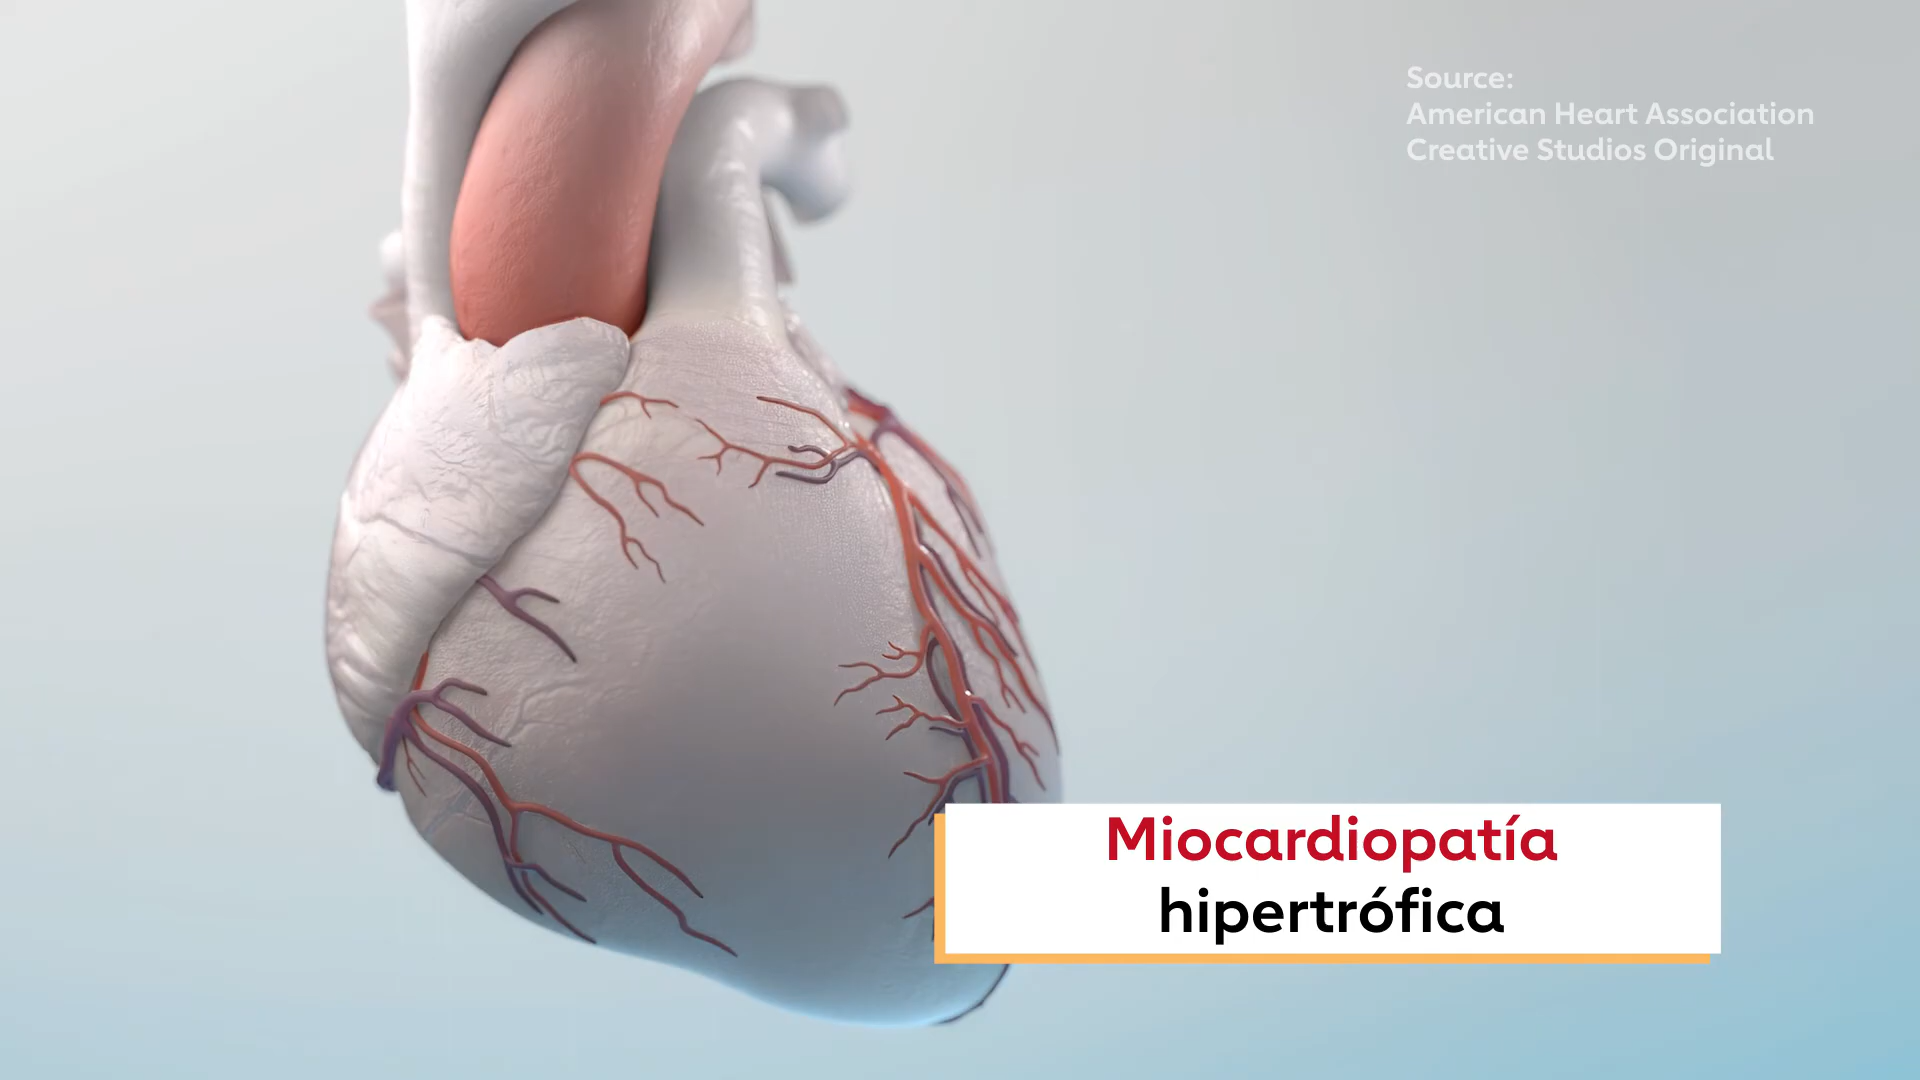 Source:
American Heart Association
Creative Studios Original
Miocardiopatía
hipertrófica